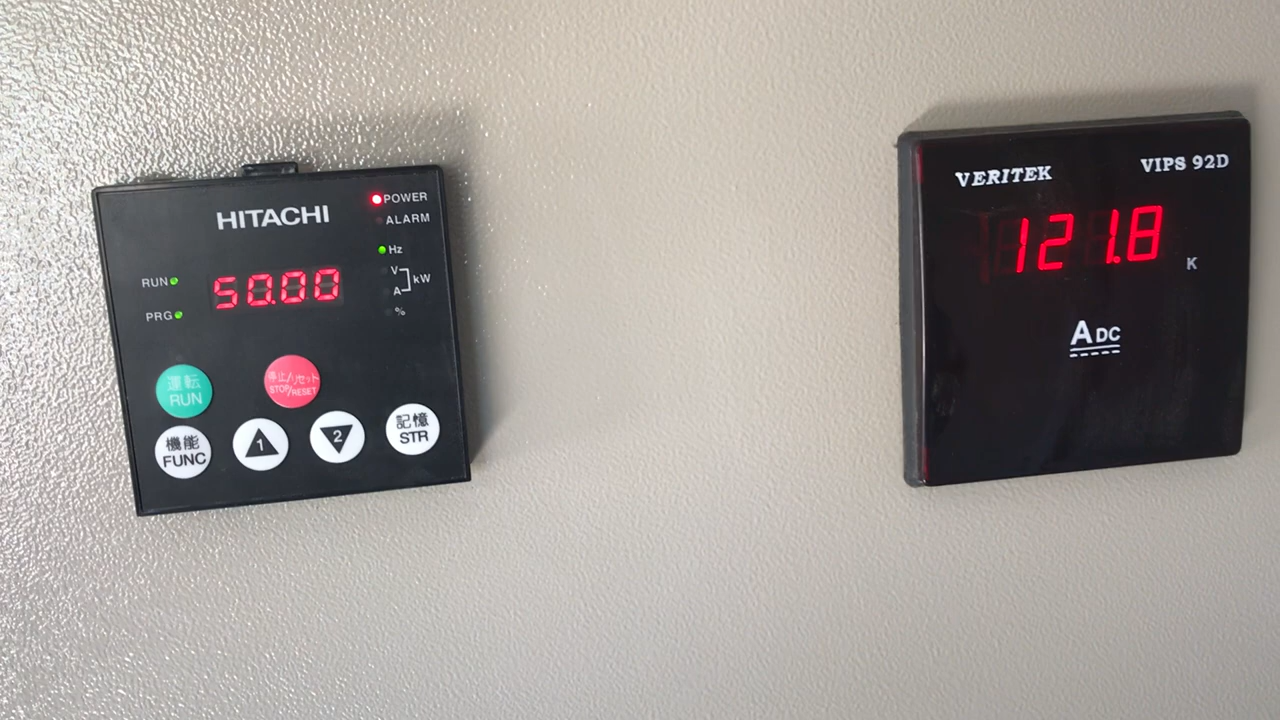 HITACHI
POWER
ALARM
Hz
V
A
kW
%
RUN
PRG
50.00
運転
RUN
停止/リセット
STOP/RESET
機能
FUNC
1
2
記憶
STR
VERITEK
VIPS 92D
121.8
K
A DC